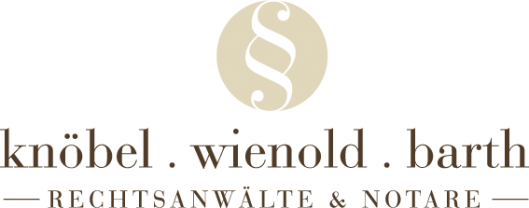 §
knöbel . wienold . barth
RECHTSANWÄLTE & NOTARE